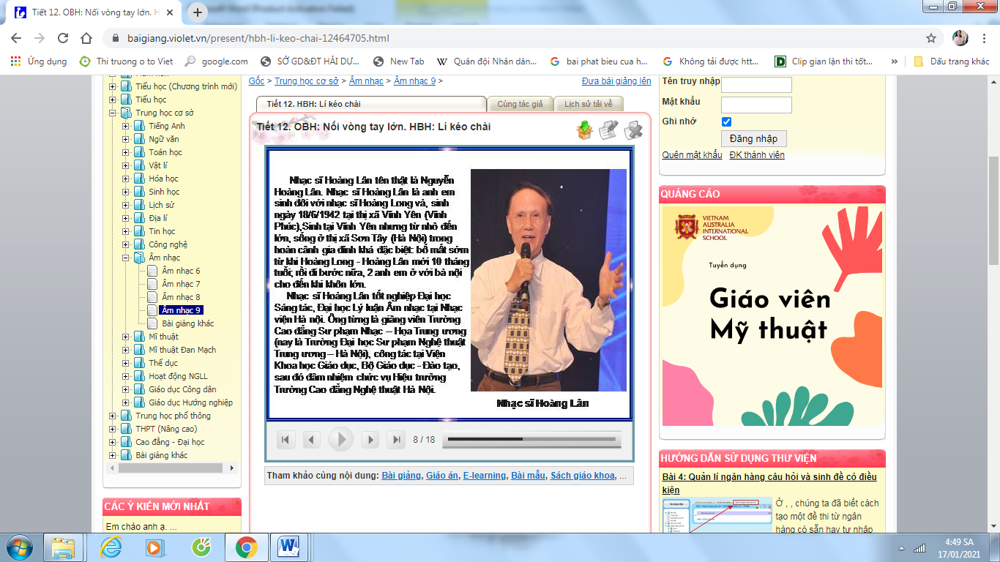 Tiết 12. OBH: Nối vòng tay lớn. H
baigiang.violet.vn/present/hbh-li-keo-chai-12464705.html
Ứng dụng
Thi truong o to Viet
google.com
SỞ GD&ĐT HẢI DƯ...
New Tab
Quân đội Nhân dân...
bai phat bieu cua h...
Không tải được htt...
Clip gian lận thi tốt...
»
Dấu trang khác
Tiểu học (Chương trình mới)
Tiểu học
Trung học cơ sở
Tiếng Anh
Ngữ văn
Toán học
Vật lí
Hóa học
Sinh học
Lịch sử
Địa lí
Tin học
Công nghệ
Âm nhạc
Âm nhạc 6
Âm nhạc 7
Âm nhạc 8
Âm nhạc 9
Bài giảng khác
Mĩ thuật
Mĩ thuật Đan Mạch
Thể dục
Hoạt động NGLL
Giáo dục Công dân
Giáo dục Hướng nghiệp
Trung học phổ thông
THPT (Nâng cao)
Cao đẳng - Đại học
Bài giảng khác
CÁC Ý KIẾN MỚI NHẤT
Em chào anh ạ. ...
Gốc > Trung học cơ sở > Âm nhạc > Âm nhạc 9 >
Đưa bài giảng lên
Tiết 12. HBH: Lí kéo chài
Cùng tác giả
Lịch sử tải về
Tiết 12. OBH: Nối vòng tay lớn. HBH: Lí kéo chài
Nhạc sĩ Hoàng Lân tên thật là Nguyễn
Hoàng Lân. Nhạc sĩ Hoàng Lân là anh em
sinh đôi với nhạc sĩ Hoàng Long và, sinh
ngày 18/6/1942 tại thị xã Vĩnh Yên (Vĩnh
Phúc),Sinh tại Vĩnh Yên nhưng từ nhỏ đến
lớn, sống ở thị xã Sơn Tây (Hà Nội) trong
hoàn cảnh gia đình khá đặc biệt: bố mất sớm
từ khi Hoàng Long - Hoàng Lân mới 10 tháng
tuổi; rồi đi bước nữa, 2 anh em ở với bà nội
cho đến khi khôn lớn.
Nhạc sĩ Hoàng Lân tốt nghiệp Đại học
Sáng tác, Đại học Lý luận Âm nhạc tại Nhạc
viện Hà nội. Ông từng là giảng viên Trường
Cao đẳng Sư phạm Nhạc – Họa Trung ương
(nay là Trường Đại học Sư phạm Nghệ thuật
Trung ương – Hà Nội), công tác tại Viện
Khoa học Giáo dục, Bộ Giáo dục - Đào tạo,
sau đó đảm nhiệm chức vụ Hiệu trưởng
Trường Cao đẳng Nghệ thuật Hà Nội.
Nhạc sĩ Hoàng Lân
8 / 18
Tham khảo cùng nội dung: Bài giảng, Giáo án, E-learning, Bài mẫu, Sách giáo khoa, ...
Tên truy nhập
Mật khẩu
Ghi nhớ
Đăng nhập
Quên mật khẩu ĐK thành viên
QUẢNG CÁO
VIETNAM
AUSTRALIA
INTERNATIONAL
SCHOOL
Tuyển dụng
Giáo viên
Mỹ thuật
HƯỚNG DẪN SỬ DỤNG THƯ VIỆN
Bài 4: Quản lí ngân hàng câu hỏi và sinh đề có điều
kiện
Ở , , chúng ta đã biết cách
tạo một đề thi từ ngân
hàng có sẵn hay tự nhập
4:49 SA
17/01/2021